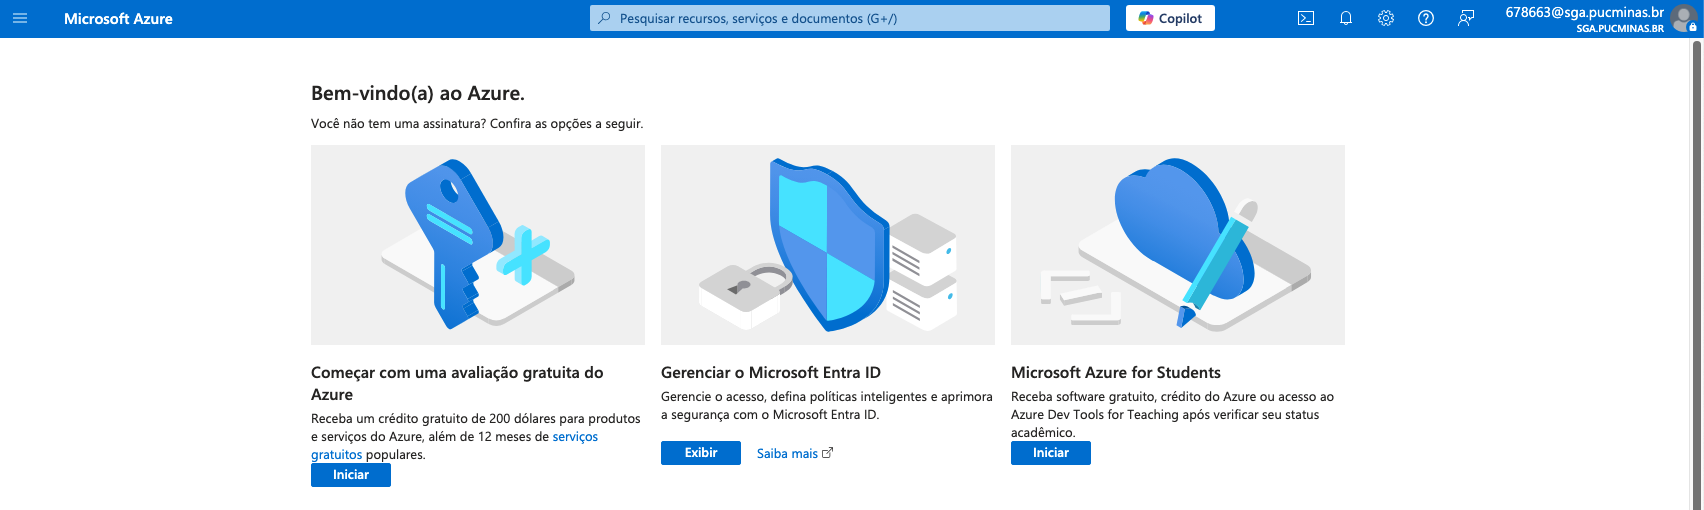 Microsoft Azure
Pesquisar recursos, serviços e documentos (G+/)
Copilot
678663@sga.pucminas.br
SGA.PUCMINAS.BR
Bem-vindo(a) ao Azure.
Você não tem uma assinatura? Confira as opções a seguir.
Começar com uma avaliação gratuita do
Azure
Receba um crédito gratuito de 200 dólares para produtos
e serviços do Azure, além de 12 meses de serviços
gratuitos populares.
Iniciar
Gerenciar o Microsoft Entra ID
Gerencie o acesso, defina políticas inteligentes e aprimora
a segurança com o Microsoft Entra ID.
Exibir
Saiba mais
Microsoft Azure for Students
Receba software gratuito, crédito do Azure ou acesso ao
Azure Dev Tools for Teaching após verificar seu status
acadêmico.
Iniciar